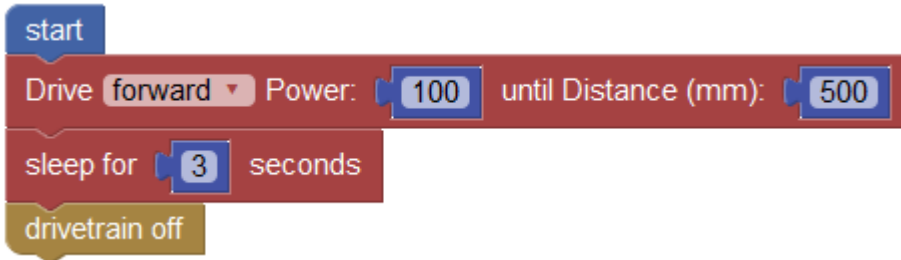 start
Drive forward Power: 100 until Distance (mm): 500
sleep for 3 seconds
drivetrain off